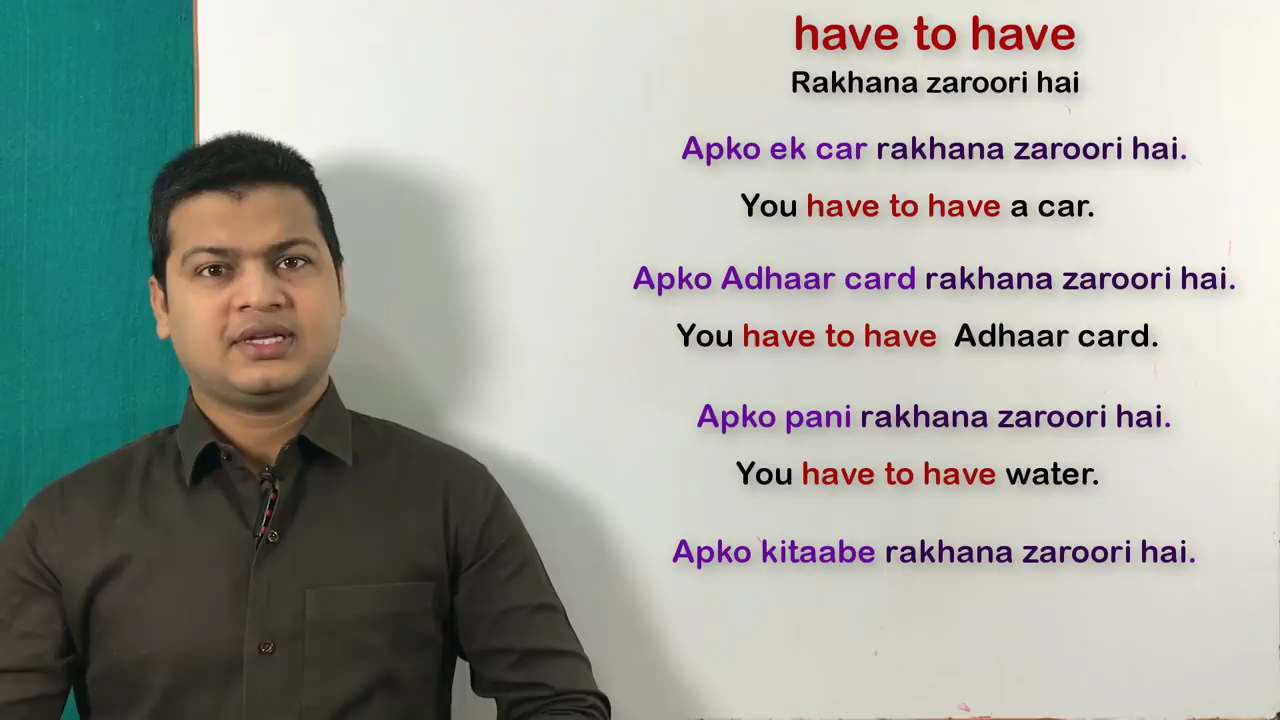 have to have
Rakhana zaroori hai
Apko ek car rakhana zaroori hai.
You have to have a car.
Apko Adhaar card rakhana zaroori hai.
You have to have Adhaar card.
Apko pani rakhana zaroori hai.
You have to have water.
Apko kitaabe rakhana zaroori hai.